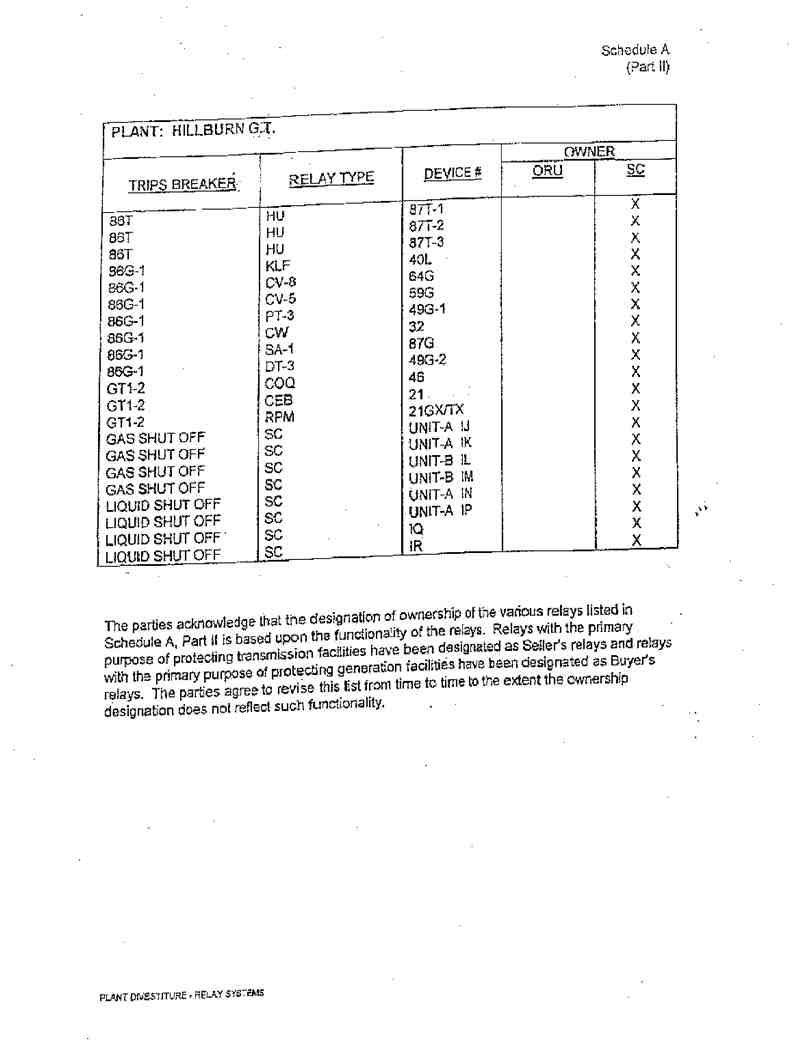 Schedule A
(Part II)
PLANT: HILLBURN G.T.
OWNER
TRIPS BREAKER RELAY TYPE DEVICE # ORU SC
86T HU 87T-1 X
86T HU 87T-2 X
86T HU 87T-3 X
86G-1 KLF 40L X
86G-1 CV-8 64G X
86G-1 CV-5 59G X
86G-1 PT-3 49G-1 X
86G-1 CW 32 X
86G-1 SA-1 87G X
86G-1 DT-3 49G-2 X
GT1-2 COQ 46 X
GT1-2 CEB 21 X
GT1-2 RPM 21GX/TX X
GAS SHUT OFF SC UNIT-A IJ X
GAS SHUT OFF SC UNIT-A IK X
GAS SHUT OFF SC UNIT-B IL X
GAS SHUT OFF SC UNIT-B IM X
LIQUID SHUT OFF SC UNIT-A IN X
LIQUID SHUT OFF SC UNIT-A IP X
LIQUID SHUT OFF SC IQ X
LIQUID SHUT OFF SC IR X
The parties acknowledge that the designation of ownership of the various relays listed in
Schedule A, Part II is based upon the functionality of the relays. Relays with the primary
purpose of protecting transmission facilities have been designated as Seller's relays and relays
with the primary purpose of protecting generation facilities have been designated as Buyer's
relays. The parties agree to revise this list from time to time to the extent the ownership
designation does not reflect such functionality.
PLANT DIVESTITURE - RELAY SYSTEMS